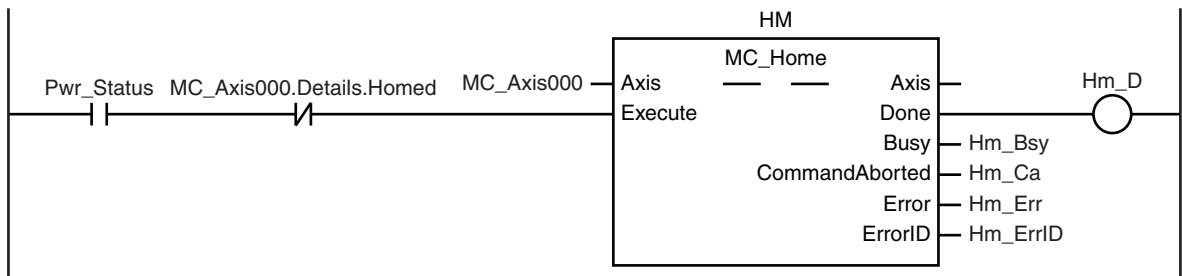 HM
MC_Home
Pwr_Status MC_Axis000.Details.Homed MC_Axis000 Axis Axis Hm_D
Execute Done
Busy Hm_Bsy
CommandAborted Hm_Ca
Error Hm_Err
ErrorID Hm_ErrID